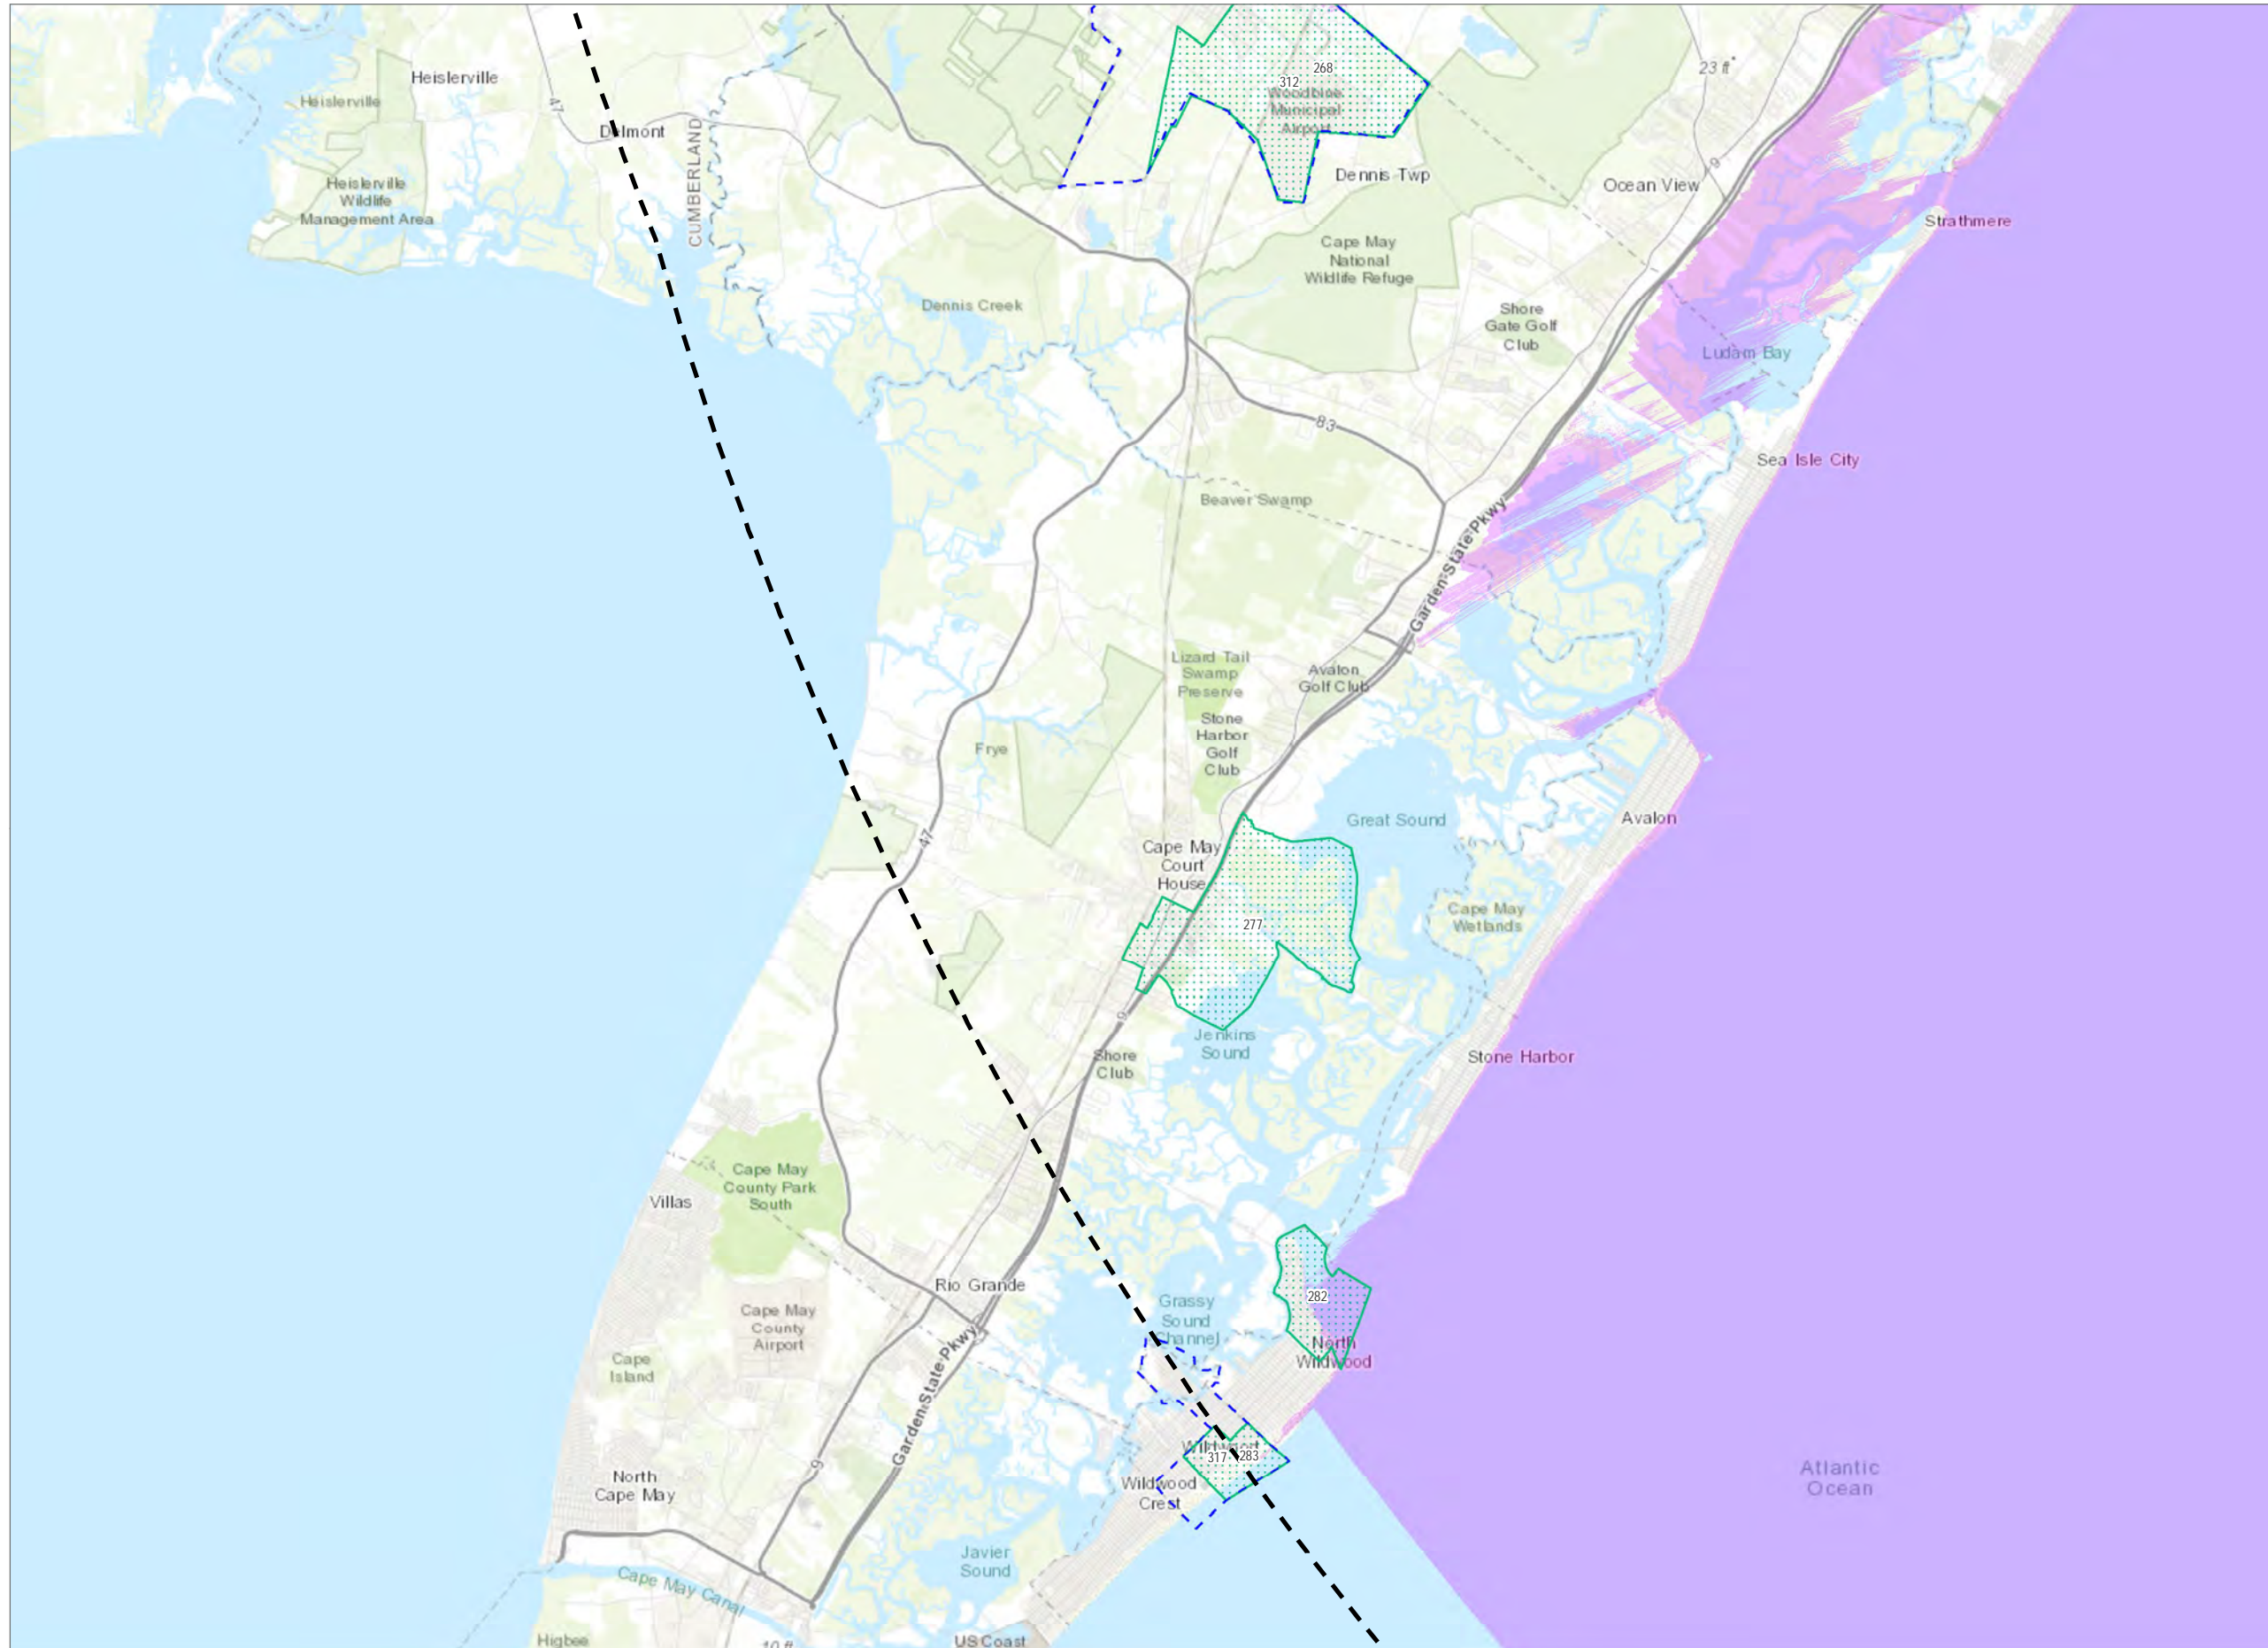 268
23 ft
312
Heislerville
Woodbine
Municipal
Airport
Heislerville
47
Delmont
CUMBERLAND
9
Dennis Twp
Ocean View
Heislerville
Wildlife
Management Area
Strathmere
Cape May
National
Wildlife Refuge
Dennis Creek
Shore
Gate Golf
Club
Ludam Bay
83
Sea Isle City
Beaver Swamp
Garden State Pkwy
Lizard Tail
Swamp
Preserve
Avalon
Golf Club
Stone
Harbor
Golf
Club
Frye
Great Sound
Avalon
47
Cape May
Court
House
277
Cape May
Wetlands
9
Jenkins
Sound
Shore
Club
Stone Harbor
Cape May
County Park
South
Villas
Rio Grande
282
Grassy
Sound
Channel
Cape May
County
Airport
North
Wildwood
Cape
Island
Garden State Pkwy
Wildwood
317
283
9
Wildwood
Crest
North
Cape May
Atlantic
Ocean
Javier
Sound
Cape May Canal
Higbee
10 ft
US Coast